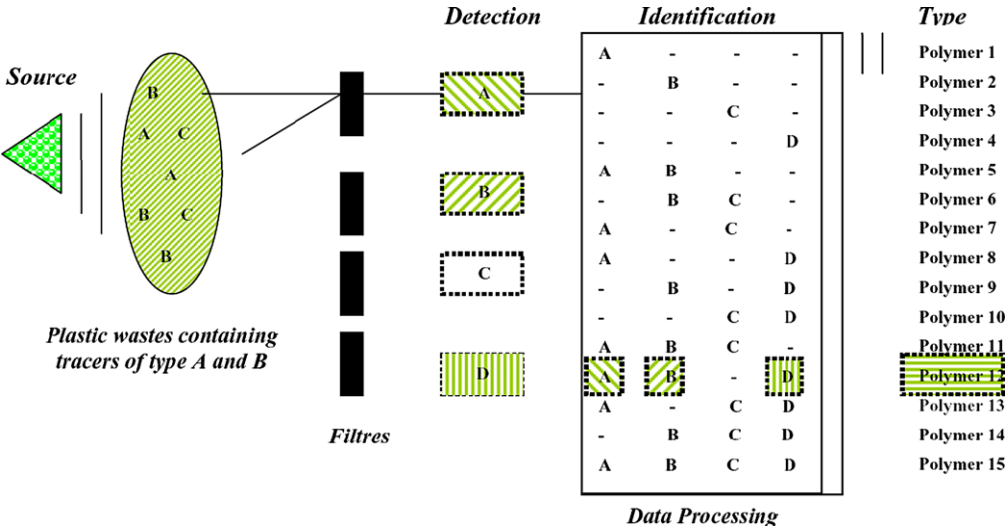 Detection Identification Type
Source
B
A C
A
B C
B
Plastic wastes containing
tracers of type A and B
Filtres
A
B
C
D
A - - - Polymer 1
- B - - Polymer 2
- - C - Polymer 3
- - - D Polymer 4
A B - - Polymer 5
- B C - Polymer 6
A - C - Polymer 7
A - - D Polymer 8
- B - D Polymer 9
- - C D Polymer 10
A B C - Polymer 11
A B - D Polymer 12
A - C D Polymer 13
- B C D Polymer 14
A B C D Polymer 15
Data Processing